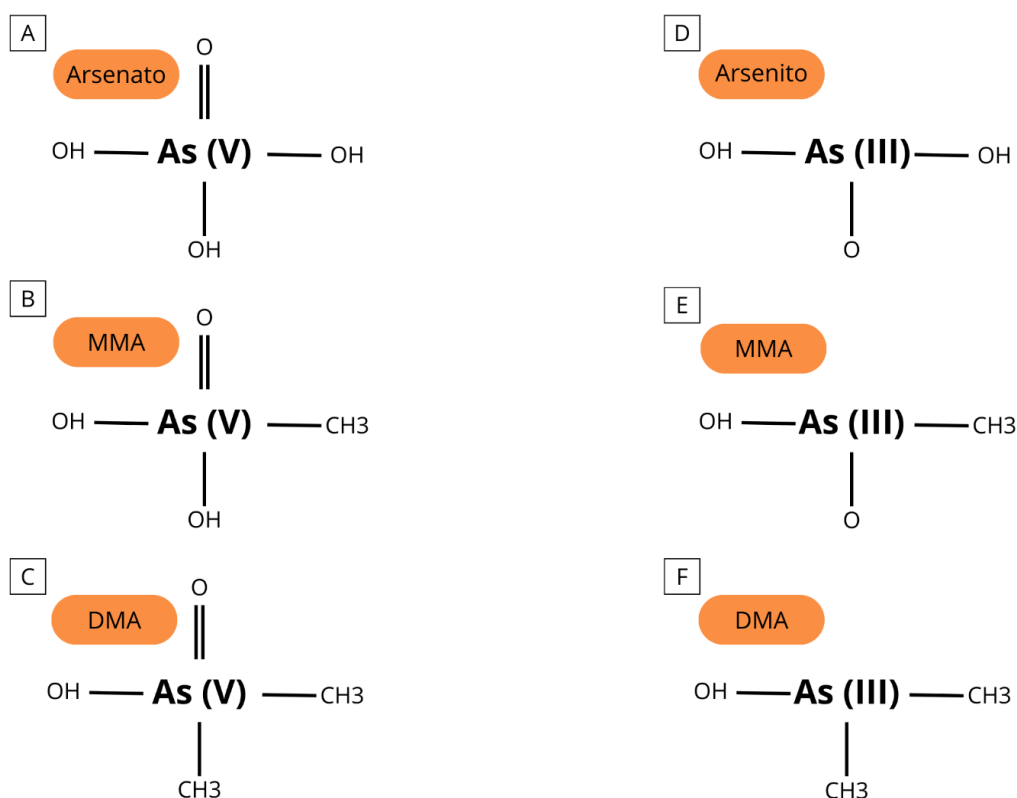 A
Arsenato
O
OH
As (V)
OH
OH
B
MMA
O
OH
As (V)
CH3
OH
C
DMA
O
OH
As (V)
CH3
CH3
D
Arsenito
OH
As (III)
OH
O
E
MMA
OH
As (III)
CH3
O
F
DMA
OH
As (III)
CH3
CH3